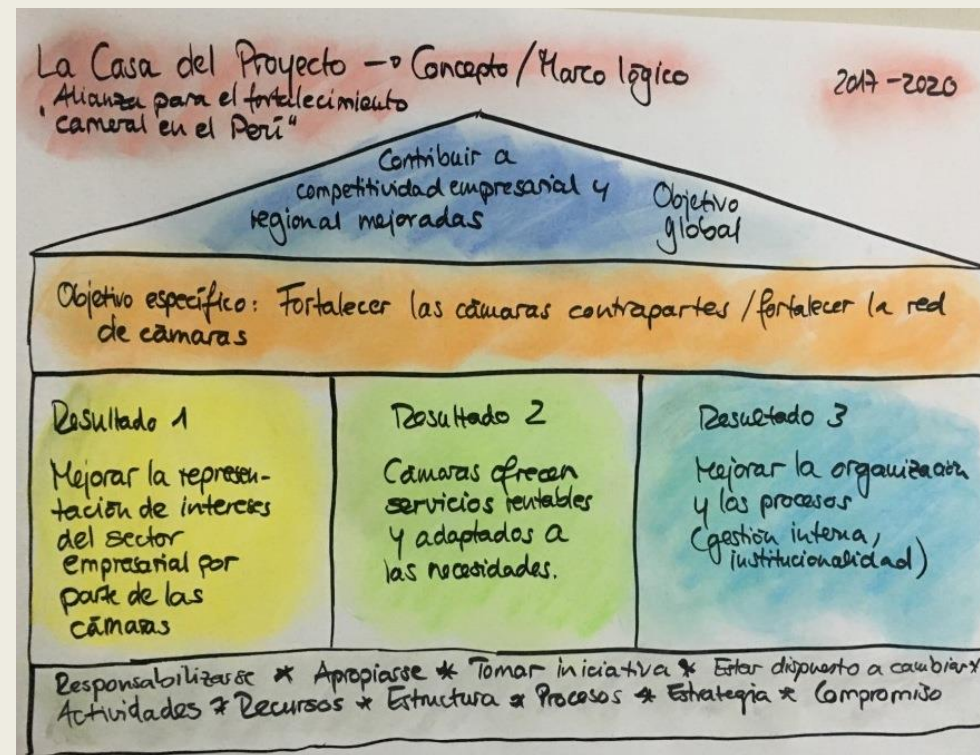 La Casa del Proyecto → Concepto / Marco lógico
2017-2020
"Alianza para el fortalecimiento
cameral en el Perú"
Contribuir a
competitividad empresarial y
regional mejoradas
Objetivo
global
Objetivo específico: Fortalecer las cámaras contrapartes / fortalecer la red
de cámaras
Resultado 1
Mejorar la represen-
tación de intereses
del sector
empresarial por
parte de las
cámaras
Resultado 2
Cámaras ofrecen
servicios rentables
y adaptados a
las necesidades.
Resultado 3
Mejorar la organización
y los procesos
(gestión interna,
institucionalidad)
Responsabilizarse * Apropiarse * Tomar iniciativa * Estar dispuesto a cambiar *
Actividades * Recursos * Estructura * Procesos * Estrategia * Compromiso